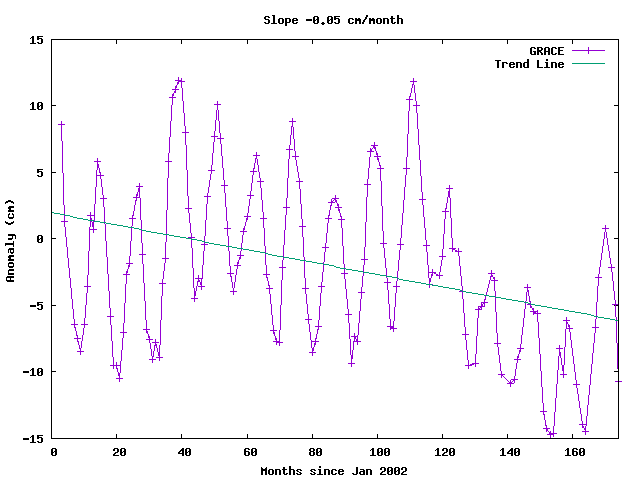 Slope -0.05 cm/month
GRACE
Trend Line
15
10
5
0
-5
-10
-15
Anomaly (cm)
0 20 40 60 80 100 120 140 160
Months since Jan 2002